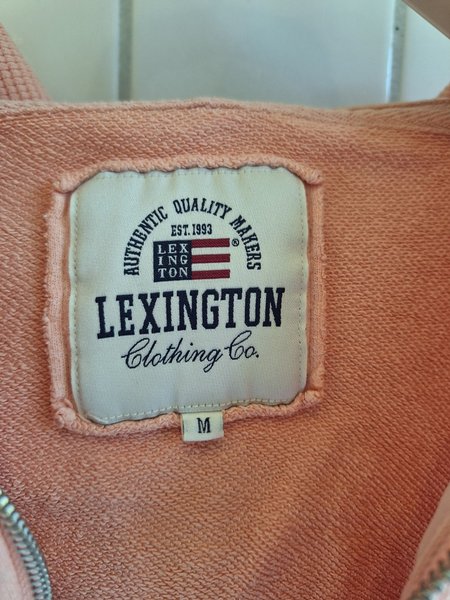 AUTHENTIC QUALITY MAKERS
EST. 1993
LEX
ING
TON
®
LEXINGTON
Clothing Co.
M